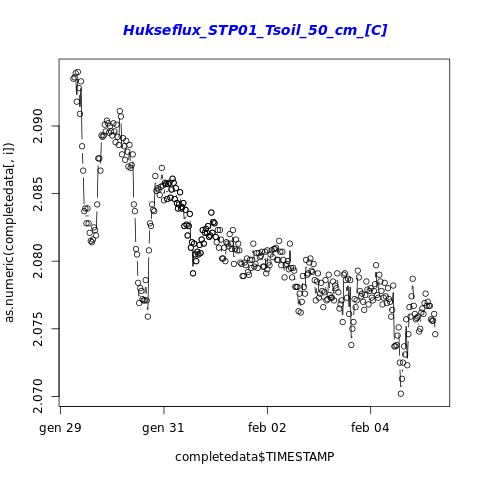 Hukseflux_STP01_Tsoil_50_cm_[C]
as.numeric(completedata[, i])
2.090
2.085
2.080
2.075
2.070
gen 29
gen 31
feb 02
feb 04
completedata$TIMESTAMP